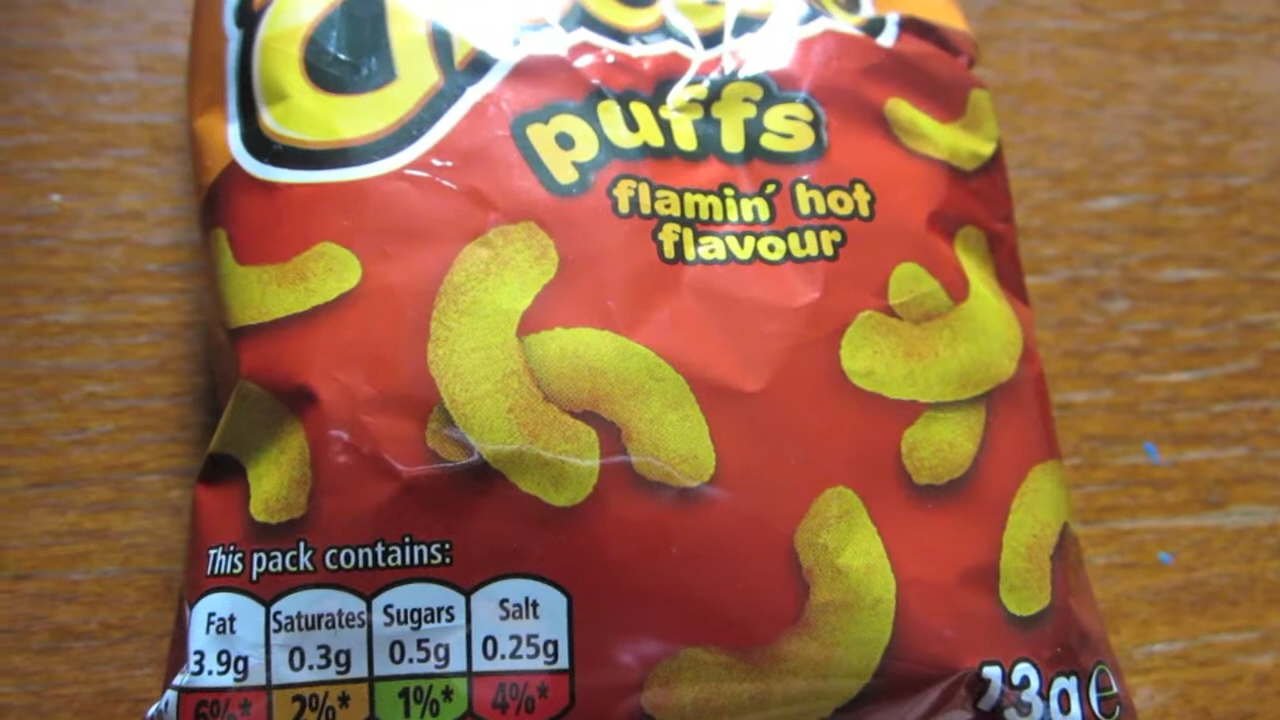 puffs
flamin' hot
flavour
This pack contains:
Fat Saturates Sugars Salt
3.9g 0.3g 0.5g 0.25g
6%* 2%* 1%* 4%*
13g e